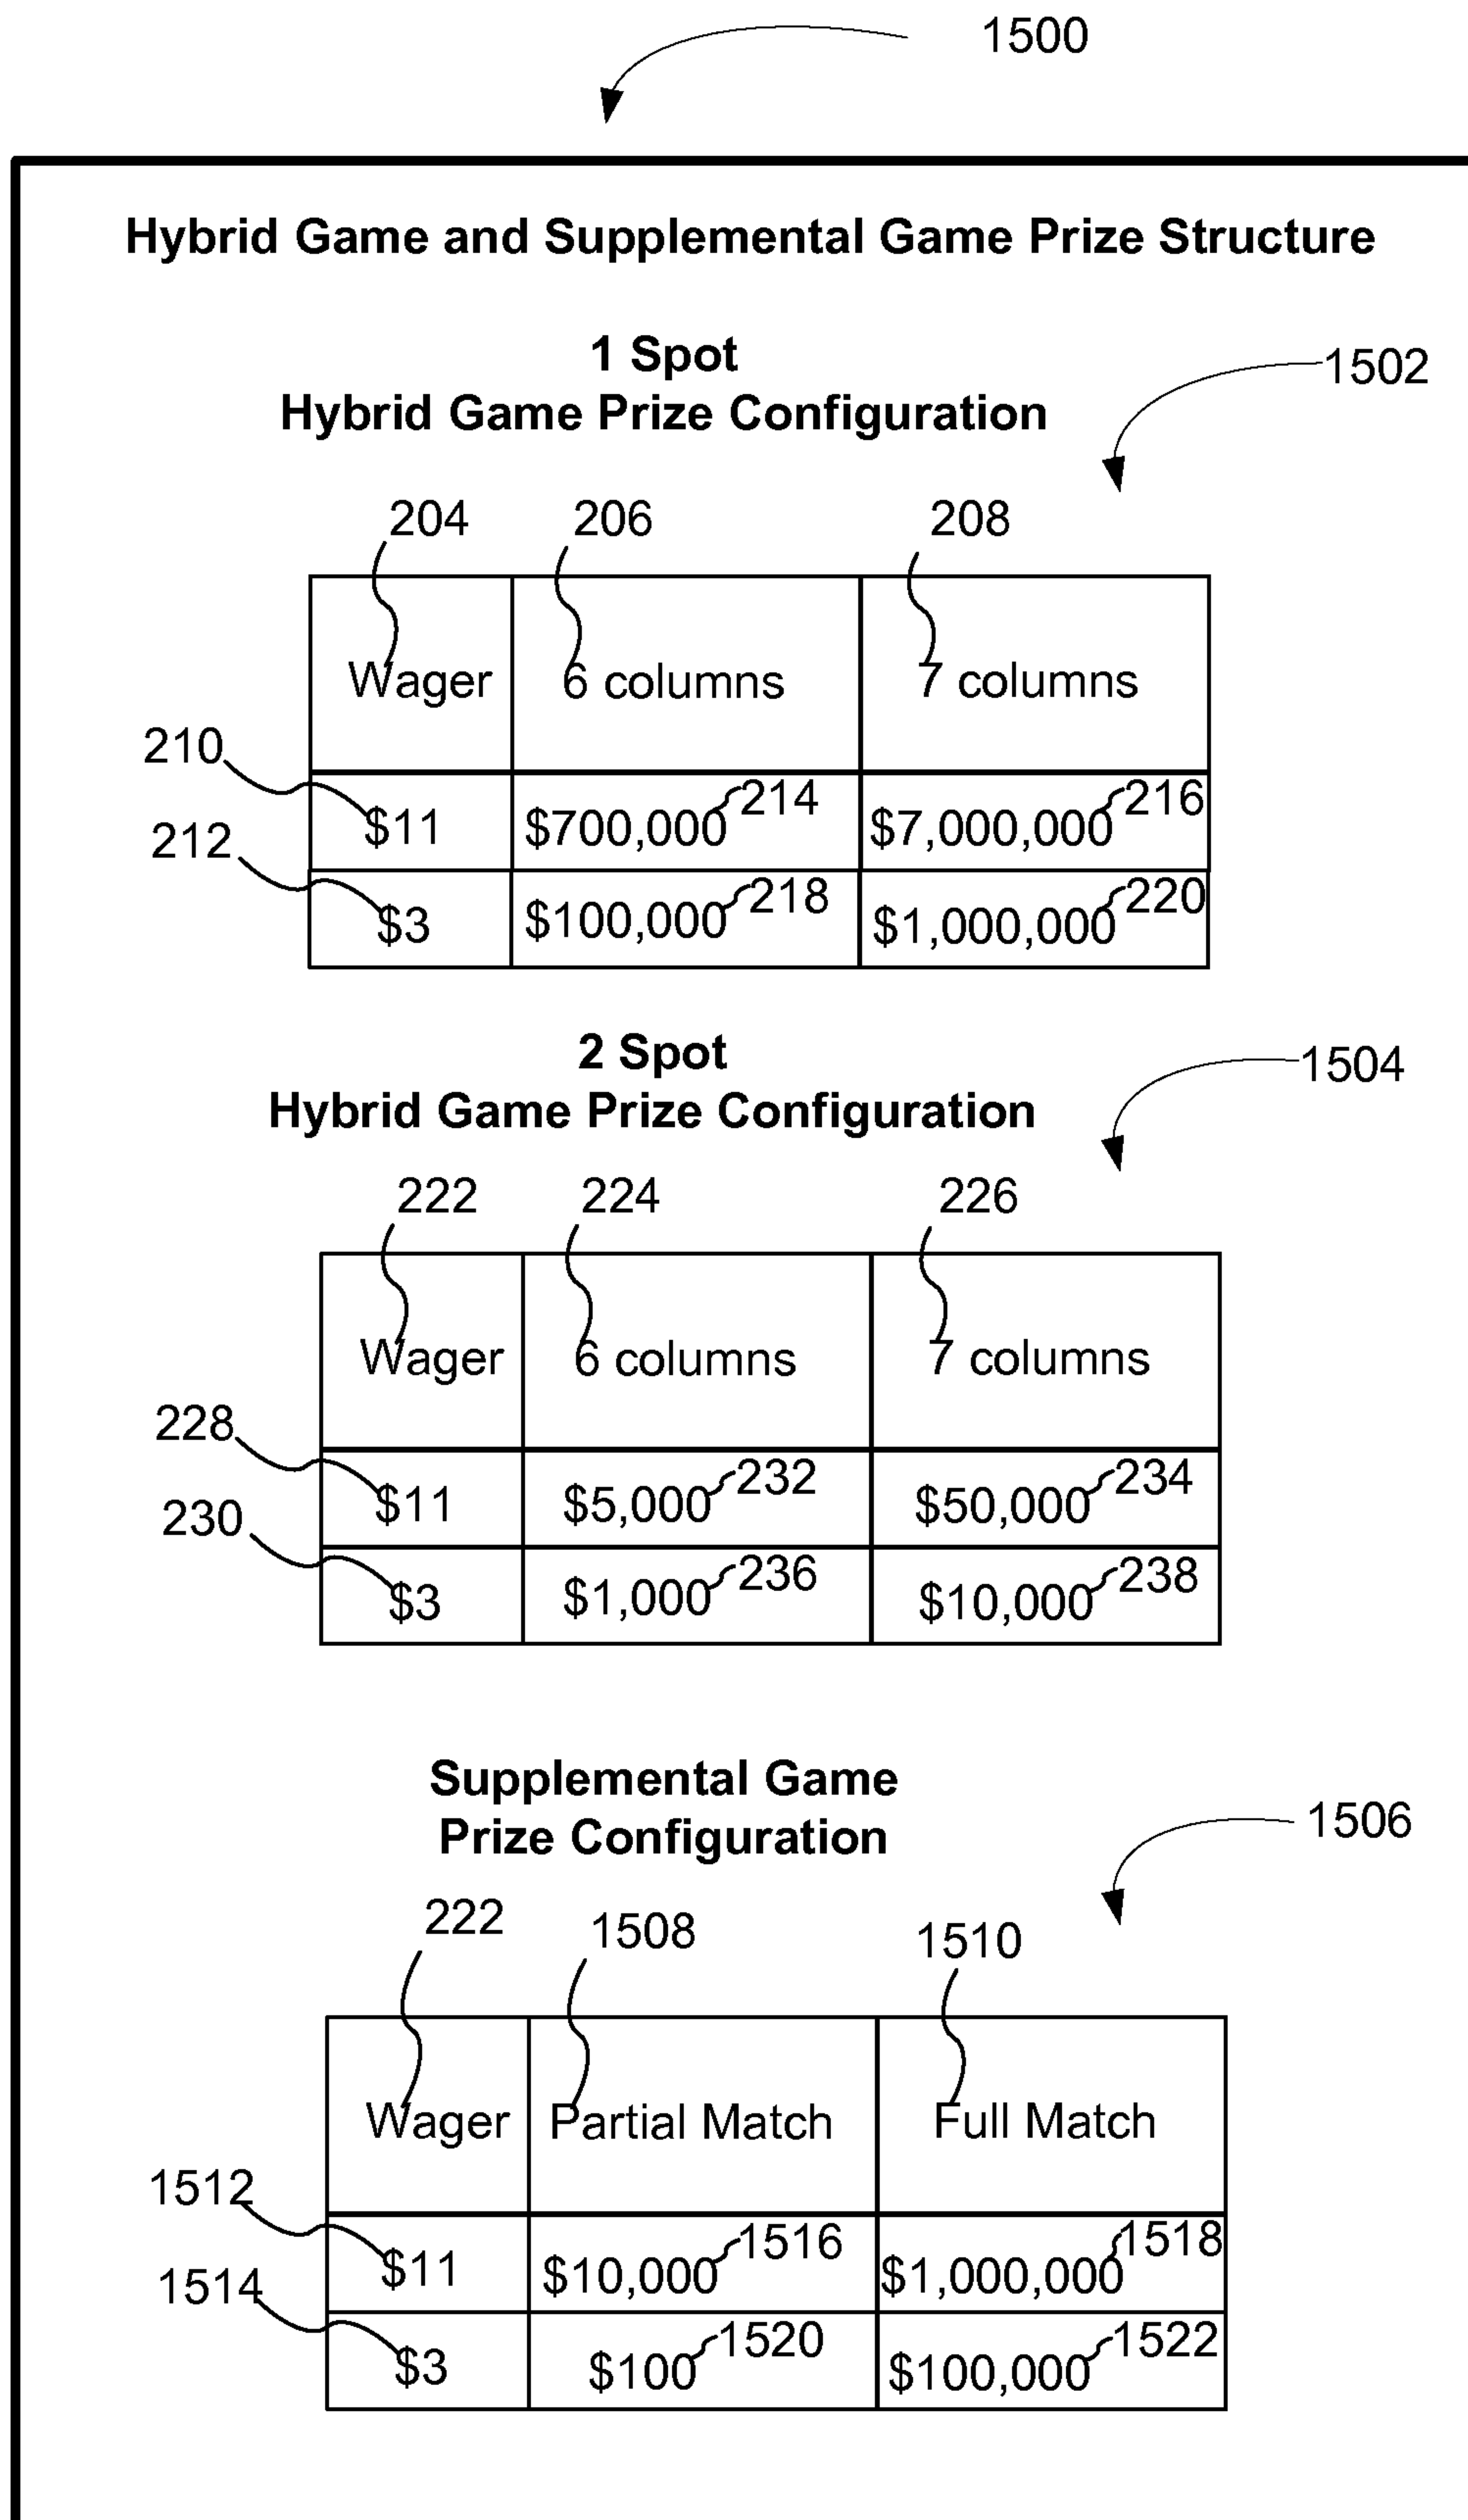 1500
Hybrid Game and Supplemental Game Prize Structure
1 Spot
Hybrid Game Prize Configuration
1502
204 206 208
Wager 6 columns 7 columns
210
$11 $700,000 214 $7,000,000 216
212
$3 $100,000 218 $1,000,000 220
2 Spot
Hybrid Game Prize Configuration
1504
222 224 226
Wager 6 columns 7 columns
228
$11 $5,000 232 $50,000 234
230
$3 $1,000 236 $10,000 238
Supplemental Game
Prize Configuration
1506
222 1508 1510
Wager Partial Match Full Match
1512
$11 $10,000 1516 $1,000,000 1518
1514
$3 $100 1520 $100,000 1522